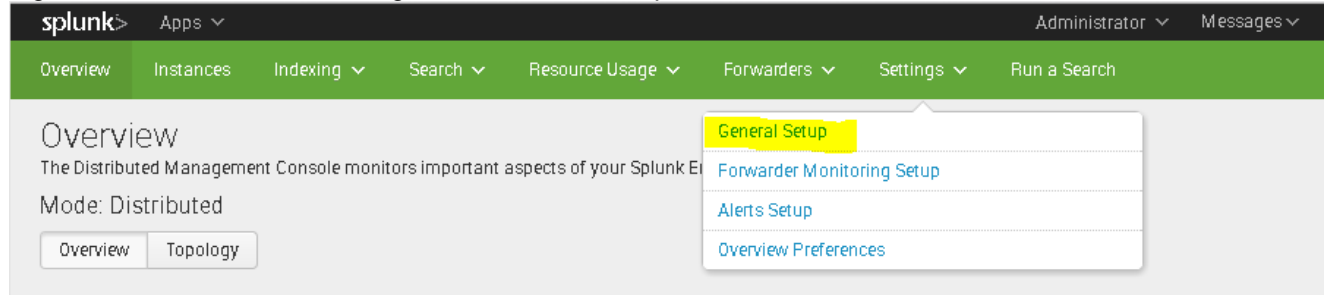 splunk> Apps Administrator Messages
Overview Instances Indexing Search Resource Usage Forwarders Settings Run a Search
Overview
General Setup
The Distributed Management Console monitors important aspects of your Splunk
Forwarder Monitoring Setup
Mode: Distributed
Alerts Setup
Overview Topology
Overview Preferences